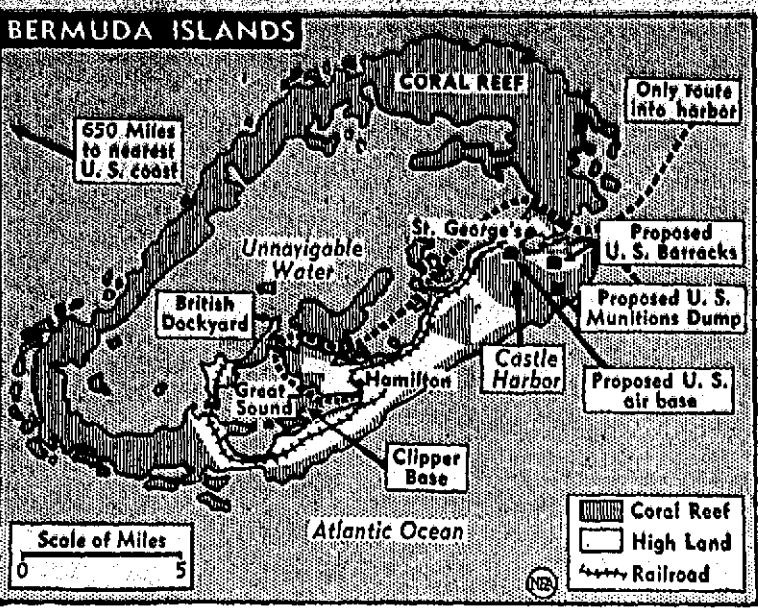 BERMUDA ISLANDS
CORAL REEF
Only route
into harbor
650 Miles
to nearest
U. S. coast
St. George's
Proposed
U. S. Barracks
Unnavigable
Water
British
Dockyard
Proposed U. S.
Munitions Dump
Castle
Harbor
Great
Sound
Hamilton
Proposed U. S.
air base
Clipper
Base
Atlantic Ocean
Scale of Miles
0 5
Coral Reef
High Land
Railroad
NEA